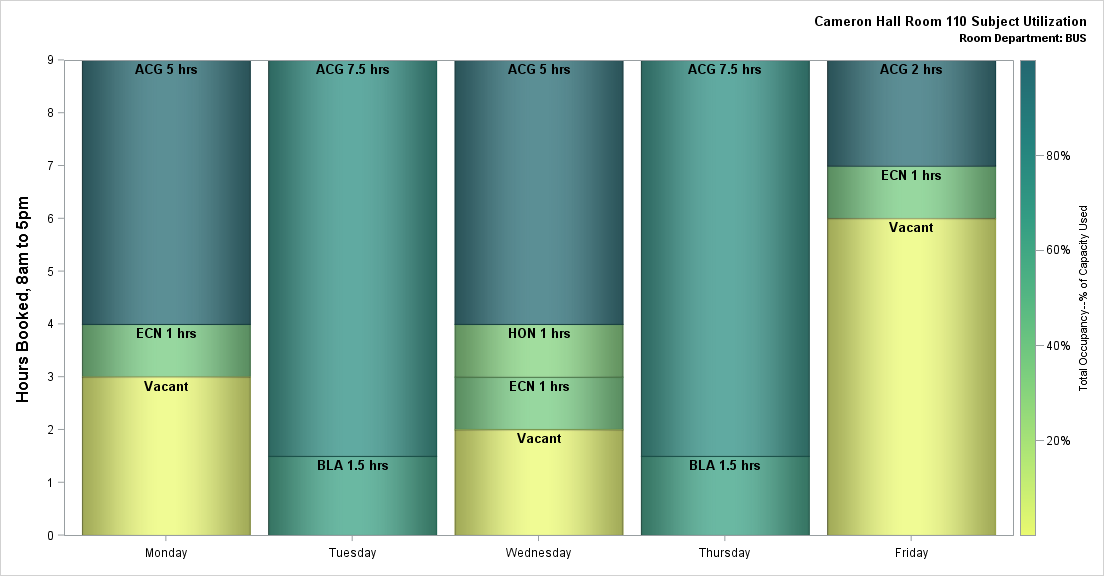 Cameron Hall Room 110 Subject Utilization
Room Department: BUS
Hours Booked, 8am to 5pm
9
8
7
6
5
4
3
2
1
0
ACG 5 hrs
ECN 1 hrs
Vacant
ACG 7.5 hrs
BLA 1.5 hrs
ACG 5 hrs
HON 1 hrs
ECN 1 hrs
Vacant
ACG 7.5 hrs
BLA 1.5 hrs
ACG 2 hrs
ECN 1 hrs
Vacant
Monday
Tuesday
Wednesday
Thursday
Friday
80%
60%
40%
20%
Total Occupancy--% of Capacity Used